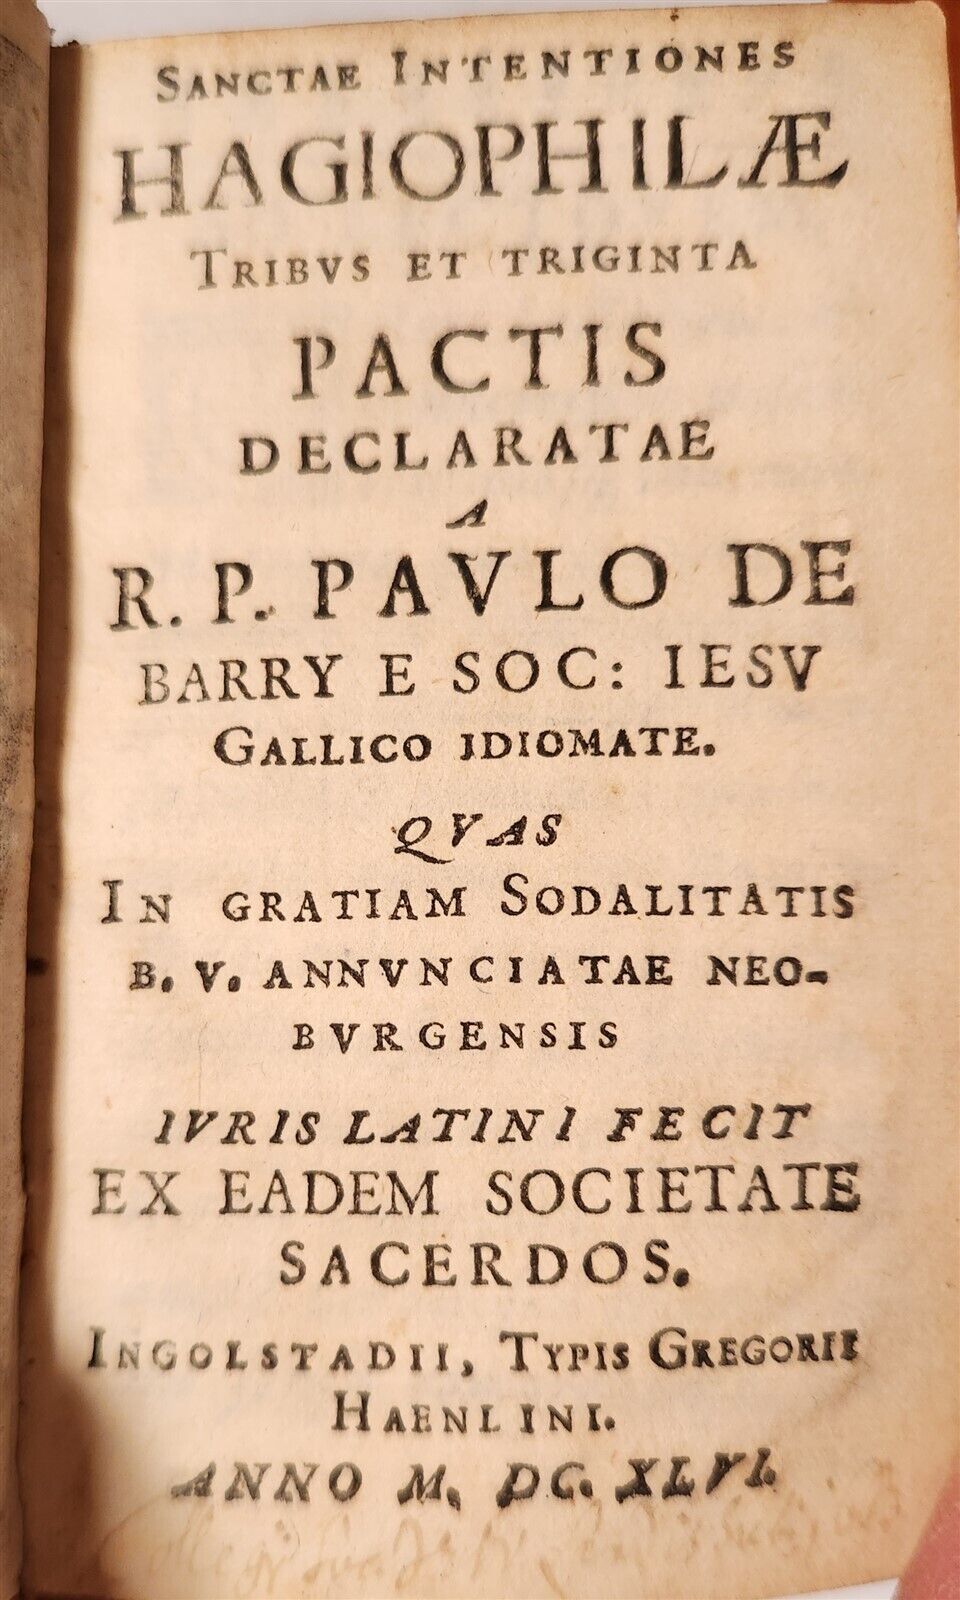 SANCTAE INTENTIONES
HAGIOPHILÆ
TRIBVS ET TRIGINTA
PACTIS
DECLARATAE
A
R. P. PAVLO DE
BARRY E SOC: IESV
GALLICO IDIOMATE.
QVAS
IN GRATIAM SODALITATIS
B. V. ANNVNCIATAE NEO-
BVRGENSIS
IVRIS LATINI FECIT
EX EADEM SOCIETATE
SACERDOS.
INGOLSTADII, TYPIS GREGORII
HAENLINI.
ANNO M. DC. XLVI.